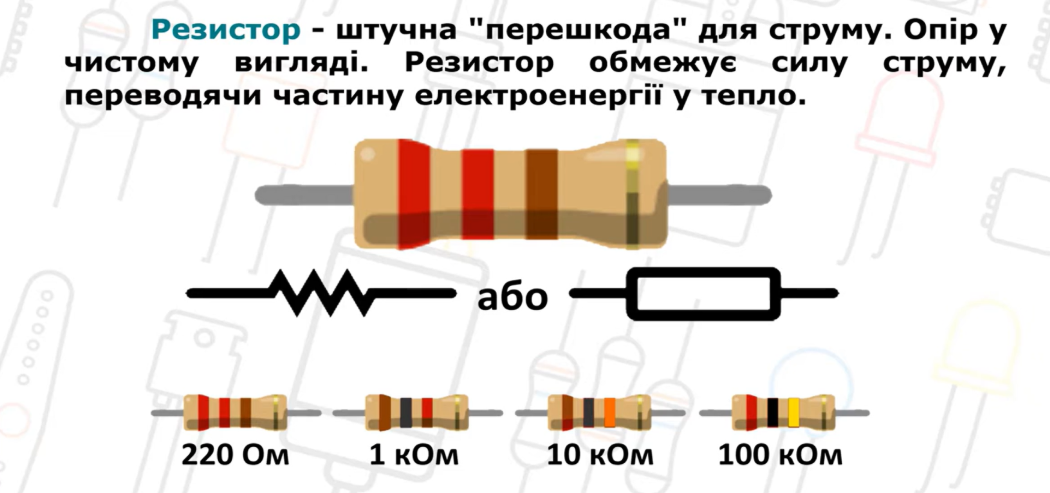 Резистор - штучна "перешкода" для струму. Опір у
чистому вигляді. Резистор обмежує силу струму,
переводячи частину електроенергії у тепло.
або
220 Ом 1 кОм 10 кОм 100 кОм